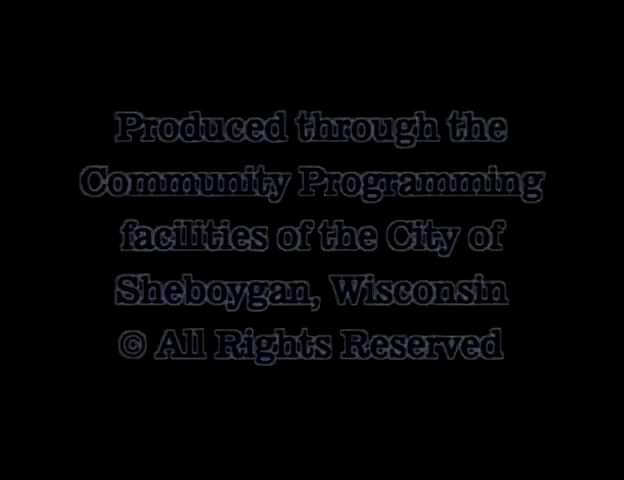 Produced through the
Community Programming
facilities of the City of
Sheboygan, Wisconsin
© All Rights Reserved